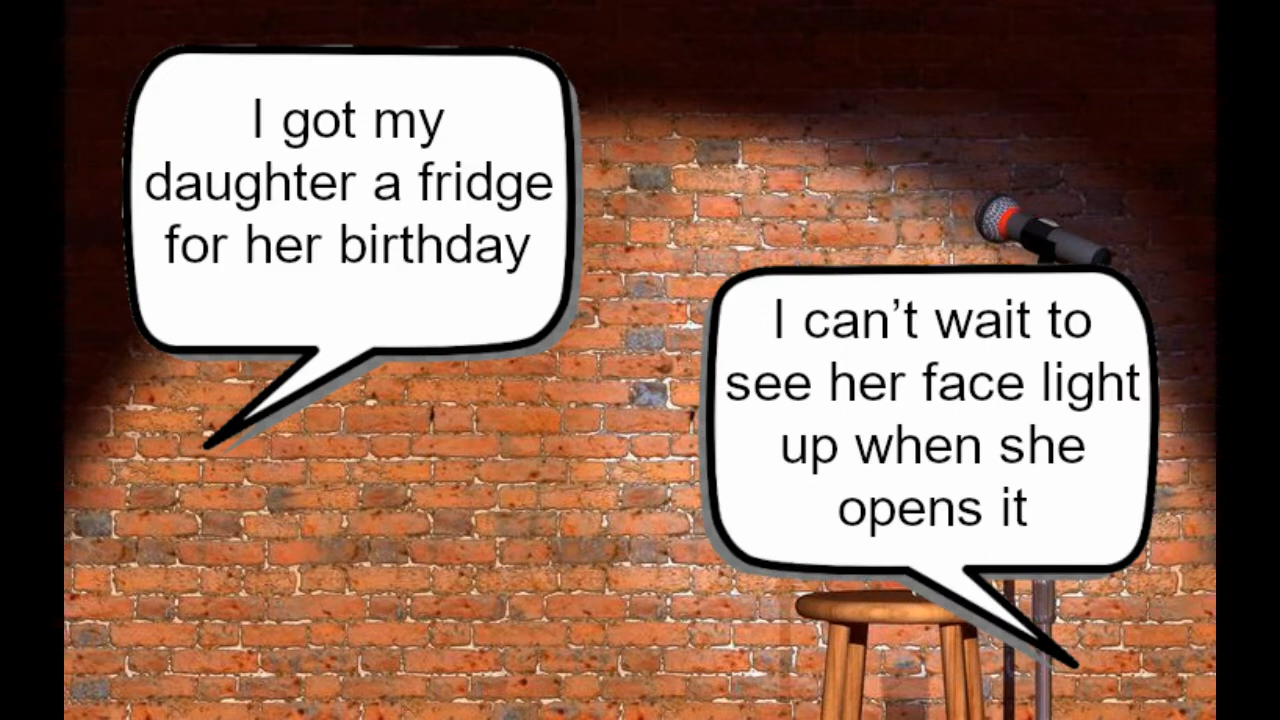 I got my
daughter a fridge
for her birthday
I can’t wait to
see her face light
up when she
opens it